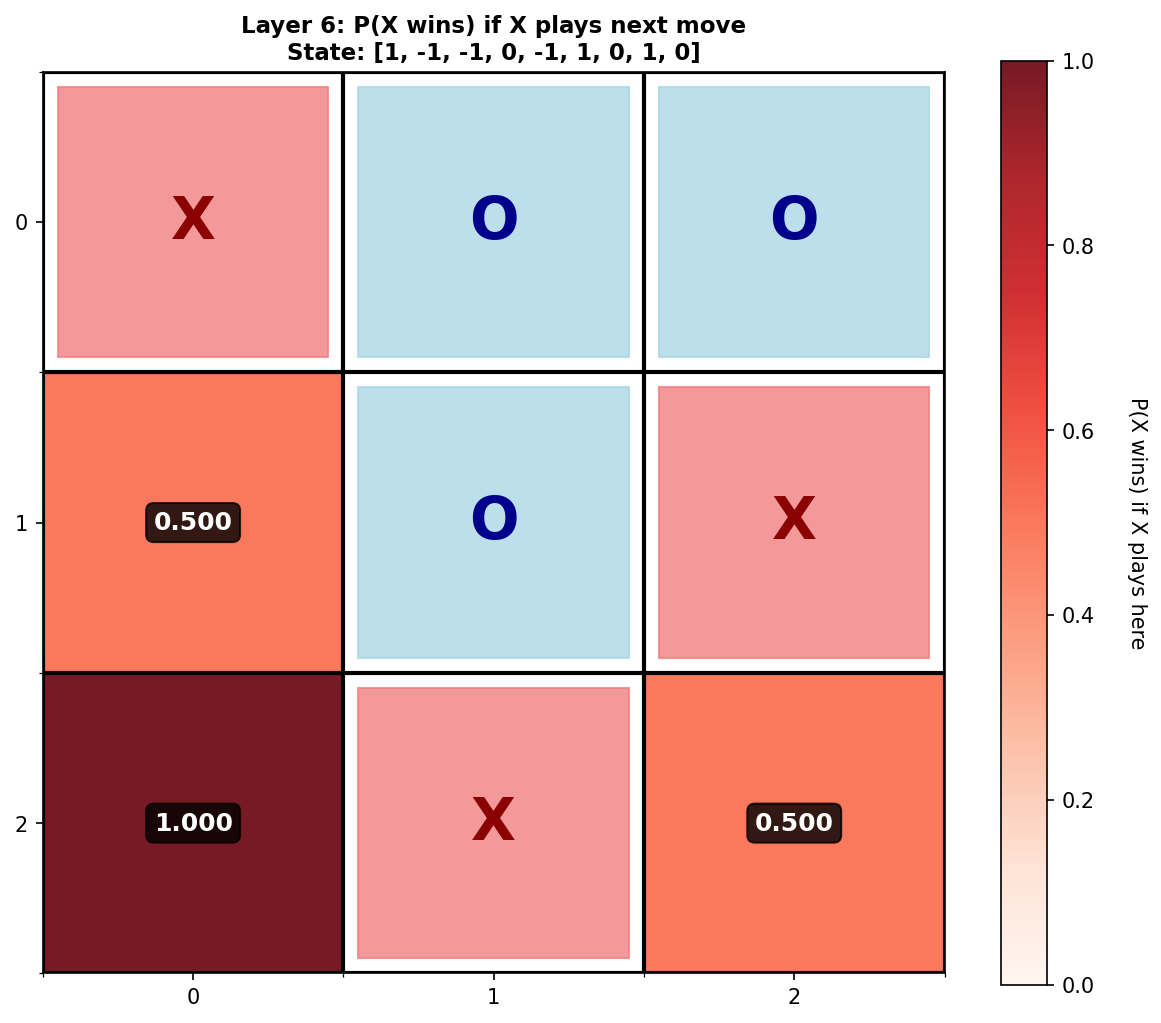 Layer 6: P(X wins) if X plays next move
State: [1, -1, -1, 0, -1, 1, 0, 1, 0]
0 X O O
1 0.500 O X
2 1.000 X 0.500
0 1 2
1.0
0.8
0.6
0.4
0.2
0.0
P(X wins) if X plays here